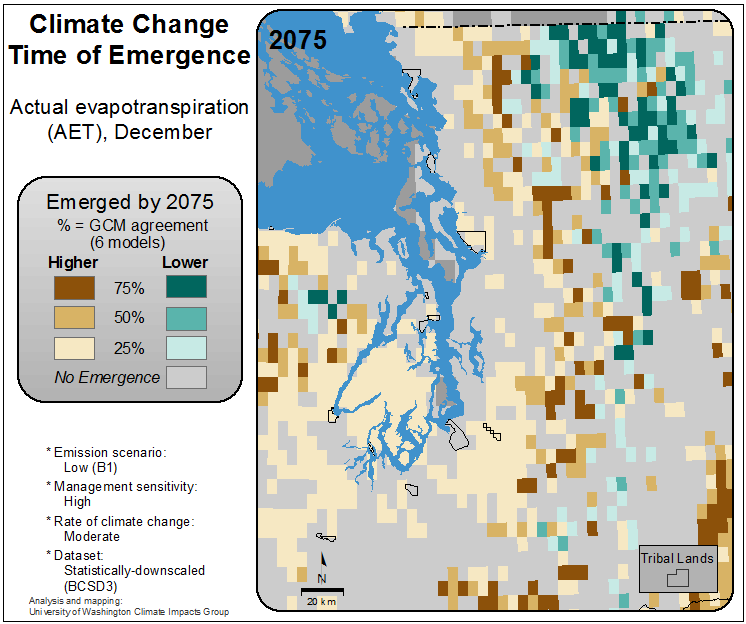 Climate Change
Time of Emergence
Actual evapotranspiration
(AET), December
Emerged by 2075
% = GCM agreement
(6 models)
Higher Lower
75%
50%
25%
No Emergence
* Emission scenario:
Low (B1)
* Management sensitivity:
High
* Rate of climate change:
Moderate
* Dataset:
Statistically-downscaled
(BCSD3)
Analysis and mapping:
University of Washington Climate Impacts Group
2075
N
20 km
Tribal Lands